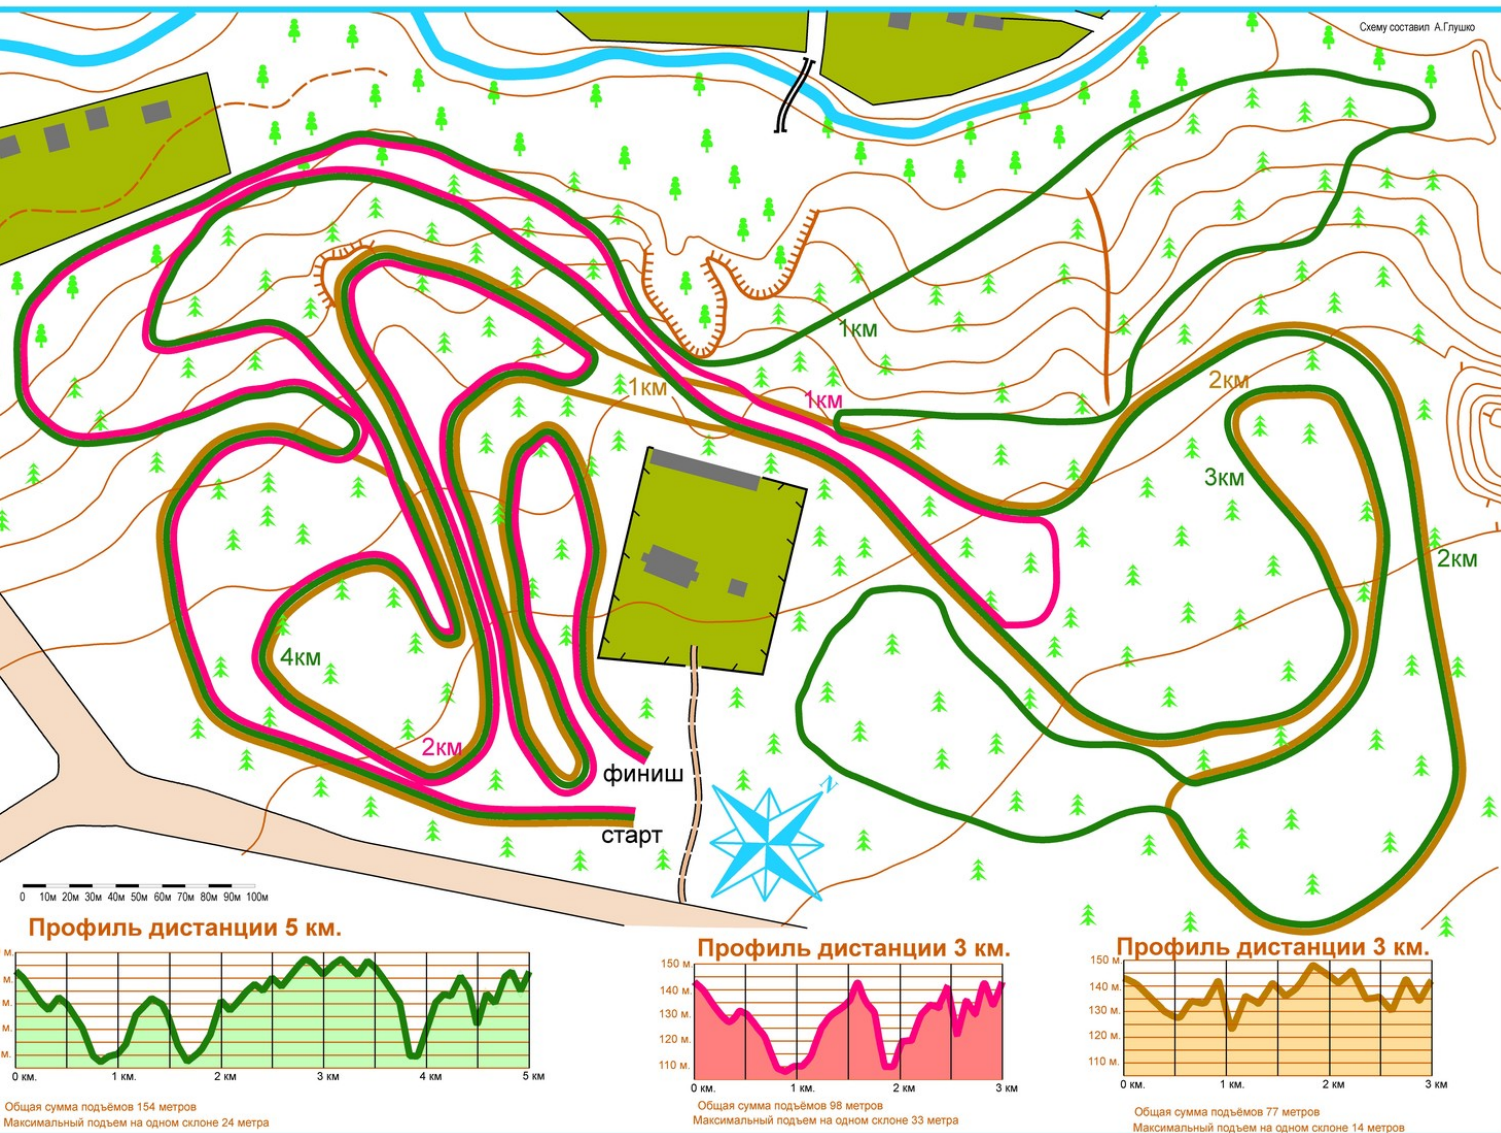 Схему составил А.Глушко
1км
1км
1км
2км
3км
2км
4км
2км
финиш
старт
N
0 10м 20м 30м 40м 50м 60м 70м 80м 90м 100м
Профиль дистанции 5 км.
м.
м.
м.
м.
м.
0 км. 1 км. 2 км 3 км 4 км 5 км
Общая сумма подъёмов 154 метров
Максимальный подъем на одном склоне 24 метра
Профиль дистанции 3 км.
150 м.
140 м.
130 м.
120 м.
110 м.
0 км. 1 км. 2 км 3 км
Общая сумма подъёмов 98 метров
Максимальный подъем на одном склоне 33 метра
Профиль дистанции 3 км.
150 м.
140 м.
130 м.
120 м.
110 м.
0 км. 1 км. 2 км 3 км
Общая сумма подъёмов 77 метров
Максимальный подъем на одном склоне 14 метров